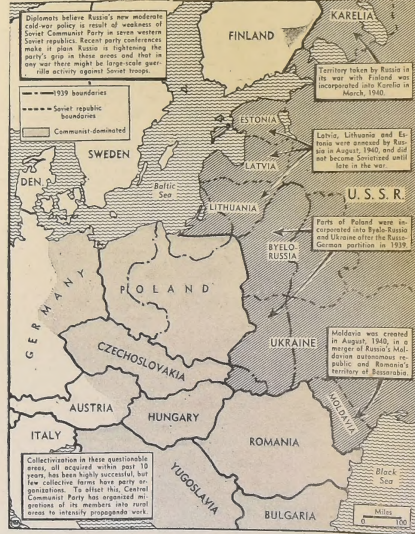 Diplomats believe Russia's new moderate
cold-war policy is result of weakness of
Soviet Communist Party in seven western
Soviet republics. Recent party conferences
make it plain Russia is tightening the
party's grip in these areas and that in
any war there might be large-scale guer-
rilla activity against Soviet troops.
1939 boundaries
Soviet republic
boundaries
Communist-dominated
KARELIA
FINLAND
Territory taken by Russia in
its war with Finland was
incorporated into Karelia in
March, 1940.
ESTONIA
Latvia, Lithuania and Es-
tonia were annexed by Rus-
sia in August, 1940, and did
not become Sovietized until
late in the war.
SWEDEN
LATVIA
DEN.
Baltic
Sea
LITHUANIA
U. S. S. R.
Parts of Poland were in-
corporated into Byelo-Russia
and Ukraine after the Russo-
German partition in 1939.
BYELO-
RUSSIA
GERMANY
POLAND
Moldavia was created
in August, 1940, in a
merger of Russia's Mol-
davian autonomous re-
public and Romania's
territory of Bessarabia.
UKRAINE
CZECHOSLOVAKIA
MOLDAVIA
AUSTRIA
HUNGARY
ITALY
ROMANIA
Collectivization in these questionable
areas, all acquired within past 10
years, has been highly successful, but
few collective farms have party or-
ganizations. To offset this, Central
Communist Party has organized mi-
grations of its members into rural
areas to intensify propaganda work.
YUGOSLAVIA
Black
Sea
BULGARIA
Miles
0 100